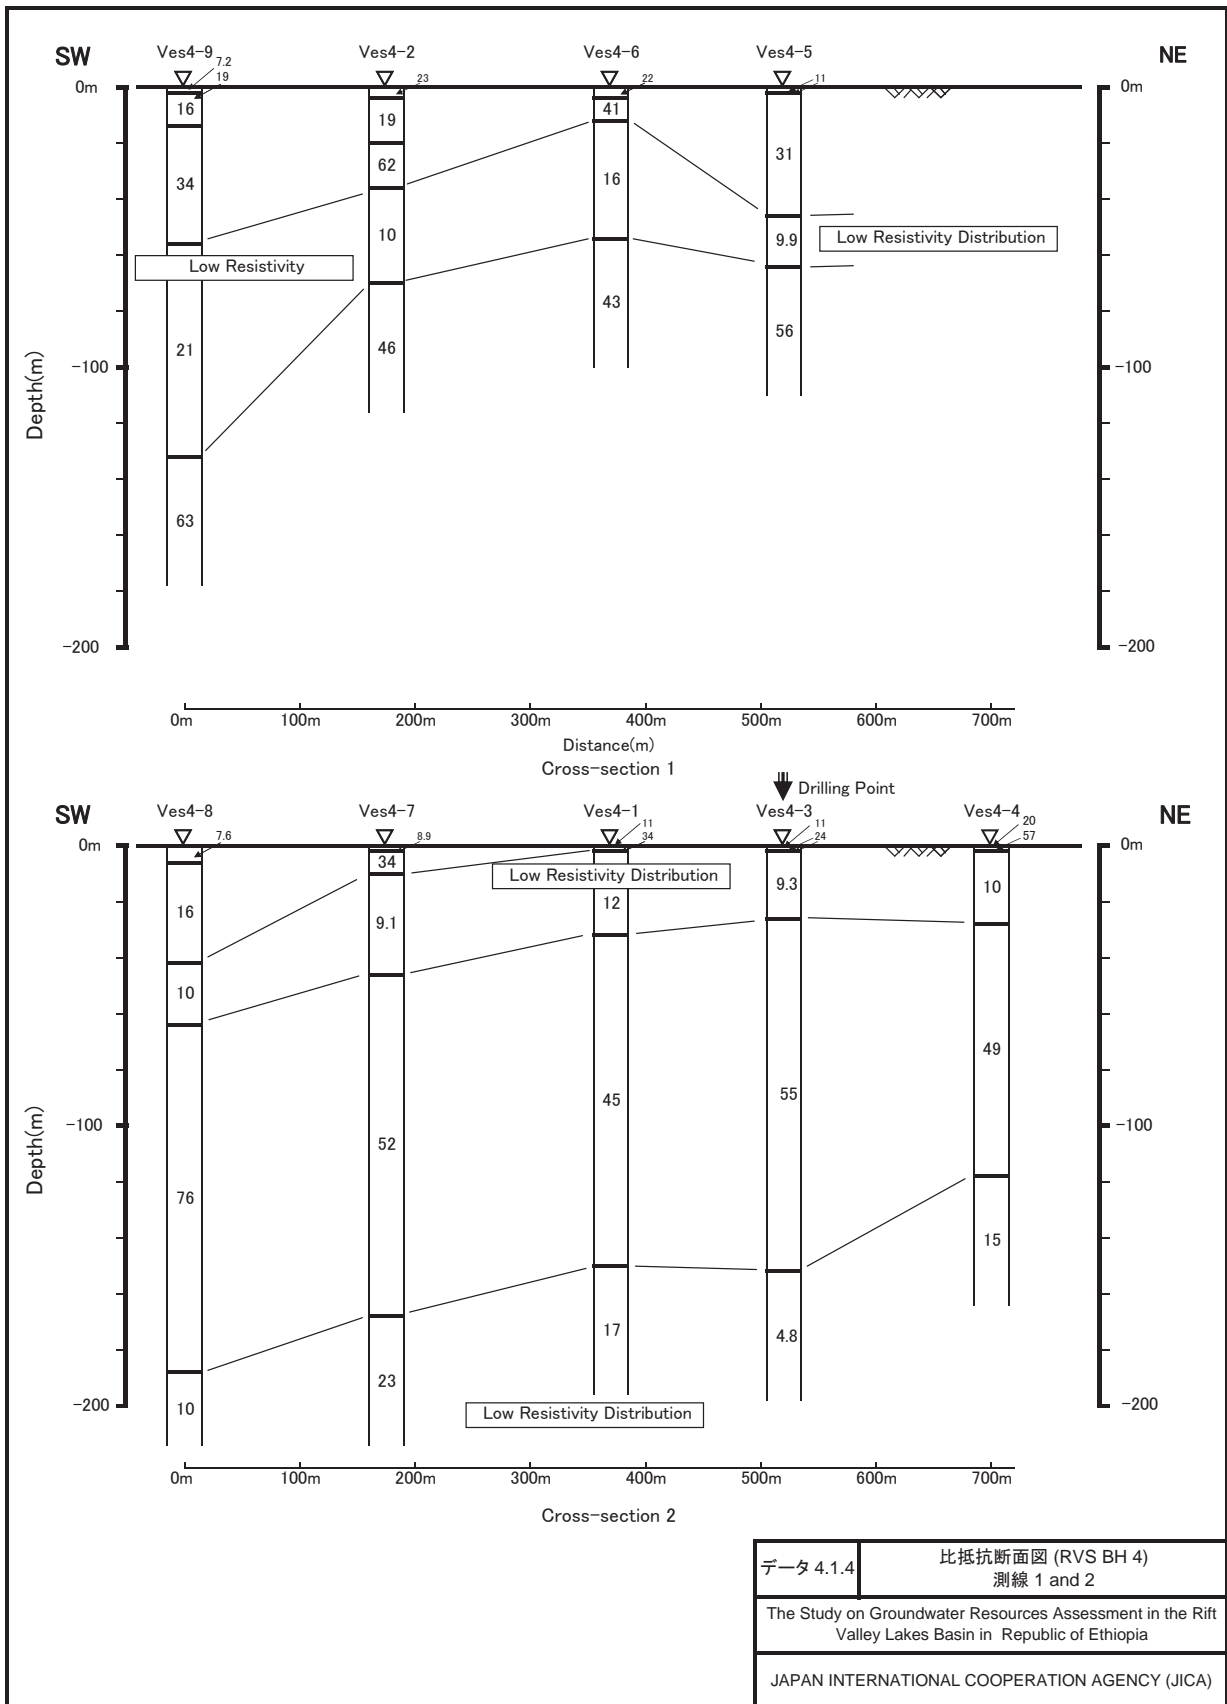 SW
Ves4-9
Ves4-2
Ves4-6
Ves4-5
NE
7.2
19
23
22
11
0m
0m
16
34
21
63
19
62
10
46
41
16
43
31
9.9
56
Low Resistivity
Low Resistivity Distribution
Depth(m)
-100
-100
-200
-200
0m
100m
200m
300m
400m
500m
600m
700m
Distance(m)
Cross-section 1
Drilling Point
SW
Ves4-8
Ves4-7
Ves4-1
Ves4-3
Ves4-4
NE
7.6
8.9
11
34
11
24
20
57
0m
0m
16
10
76
10
34
9.1
52
23
Low Resistivity Distribution
12
45
17
9.3
55
4.8
10
49
15
Depth(m)
-100
-100
-200
-200
Low Resistivity Distribution
0m
100m
200m
300m
400m
500m
600m
700m
Cross-section 2
データ 4.1.4
比抵抗断面図 (RVS BH 4)
測線 1 and 2
The Study on Groundwater Resources Assessment in the Rift
Valley Lakes Basin in Republic of Ethiopia
JAPAN INTERNATIONAL COOPERATION AGENCY (JICA)